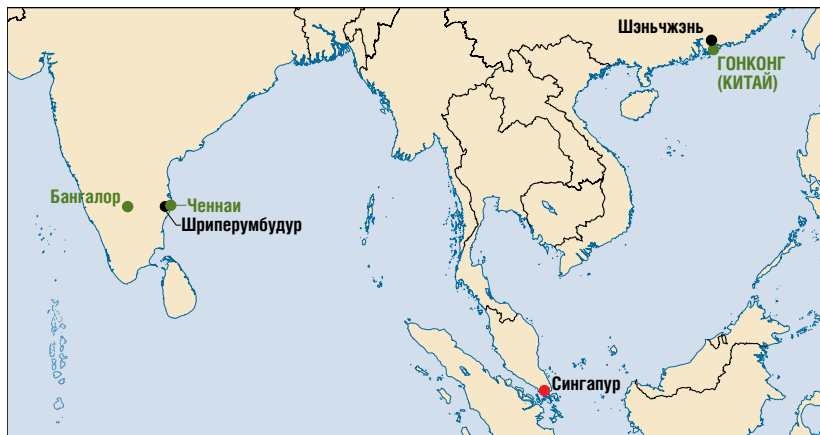 Шэньчжэнь
ГОНКОНГ
(КИТАЙ)
Бангалор
Ченнаи
Шриперумбудур
Сингапур